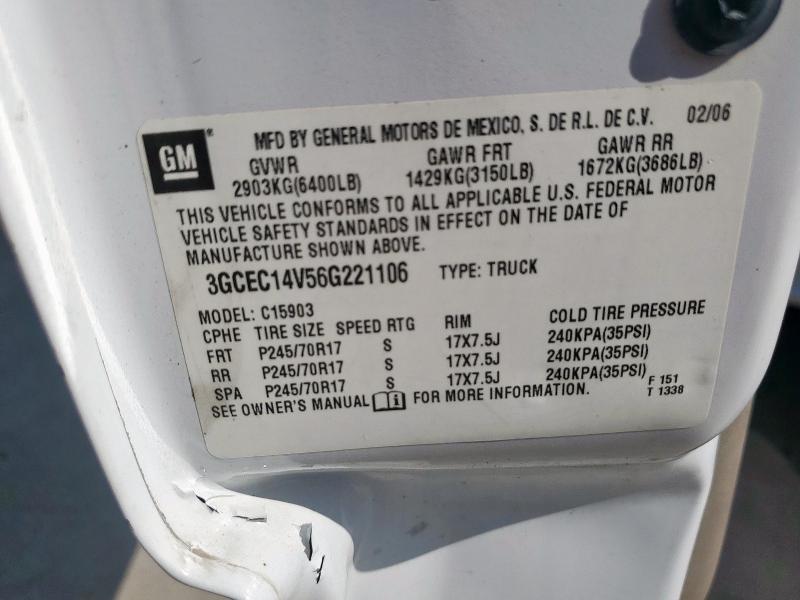 GM® MFD BY GENERAL MOTORS DE MEXICO, S. DE R.L. DE C.V. 02/06
GVWR GAWR FRT GAWR RR
2903KG(6400LB) 1429KG(3150LB) 1672KG(3686LB)
THIS VEHICLE CONFORMS TO ALL APPLICABLE U.S. FEDERAL MOTOR
VEHICLE SAFETY STANDARDS IN EFFECT ON THE DATE OF
MANUFACTURE SHOWN ABOVE.
3GCEC14V56G221106 TYPE: TRUCK
MODEL: C15903
CPHE TIRE SIZE SPEED RTG RIM COLD TIRE PRESSURE
FRT P245/70R17 S 17X7.5J 240KPA(35PSI)
RR P245/70R17 S 17X7.5J 240KPA(35PSI)
SPA P245/70R17 S 17X7.5J 240KPA(35PSI)
SEE OWNER'S MANUAL i FOR MORE INFORMATION.
F 151
T 1338